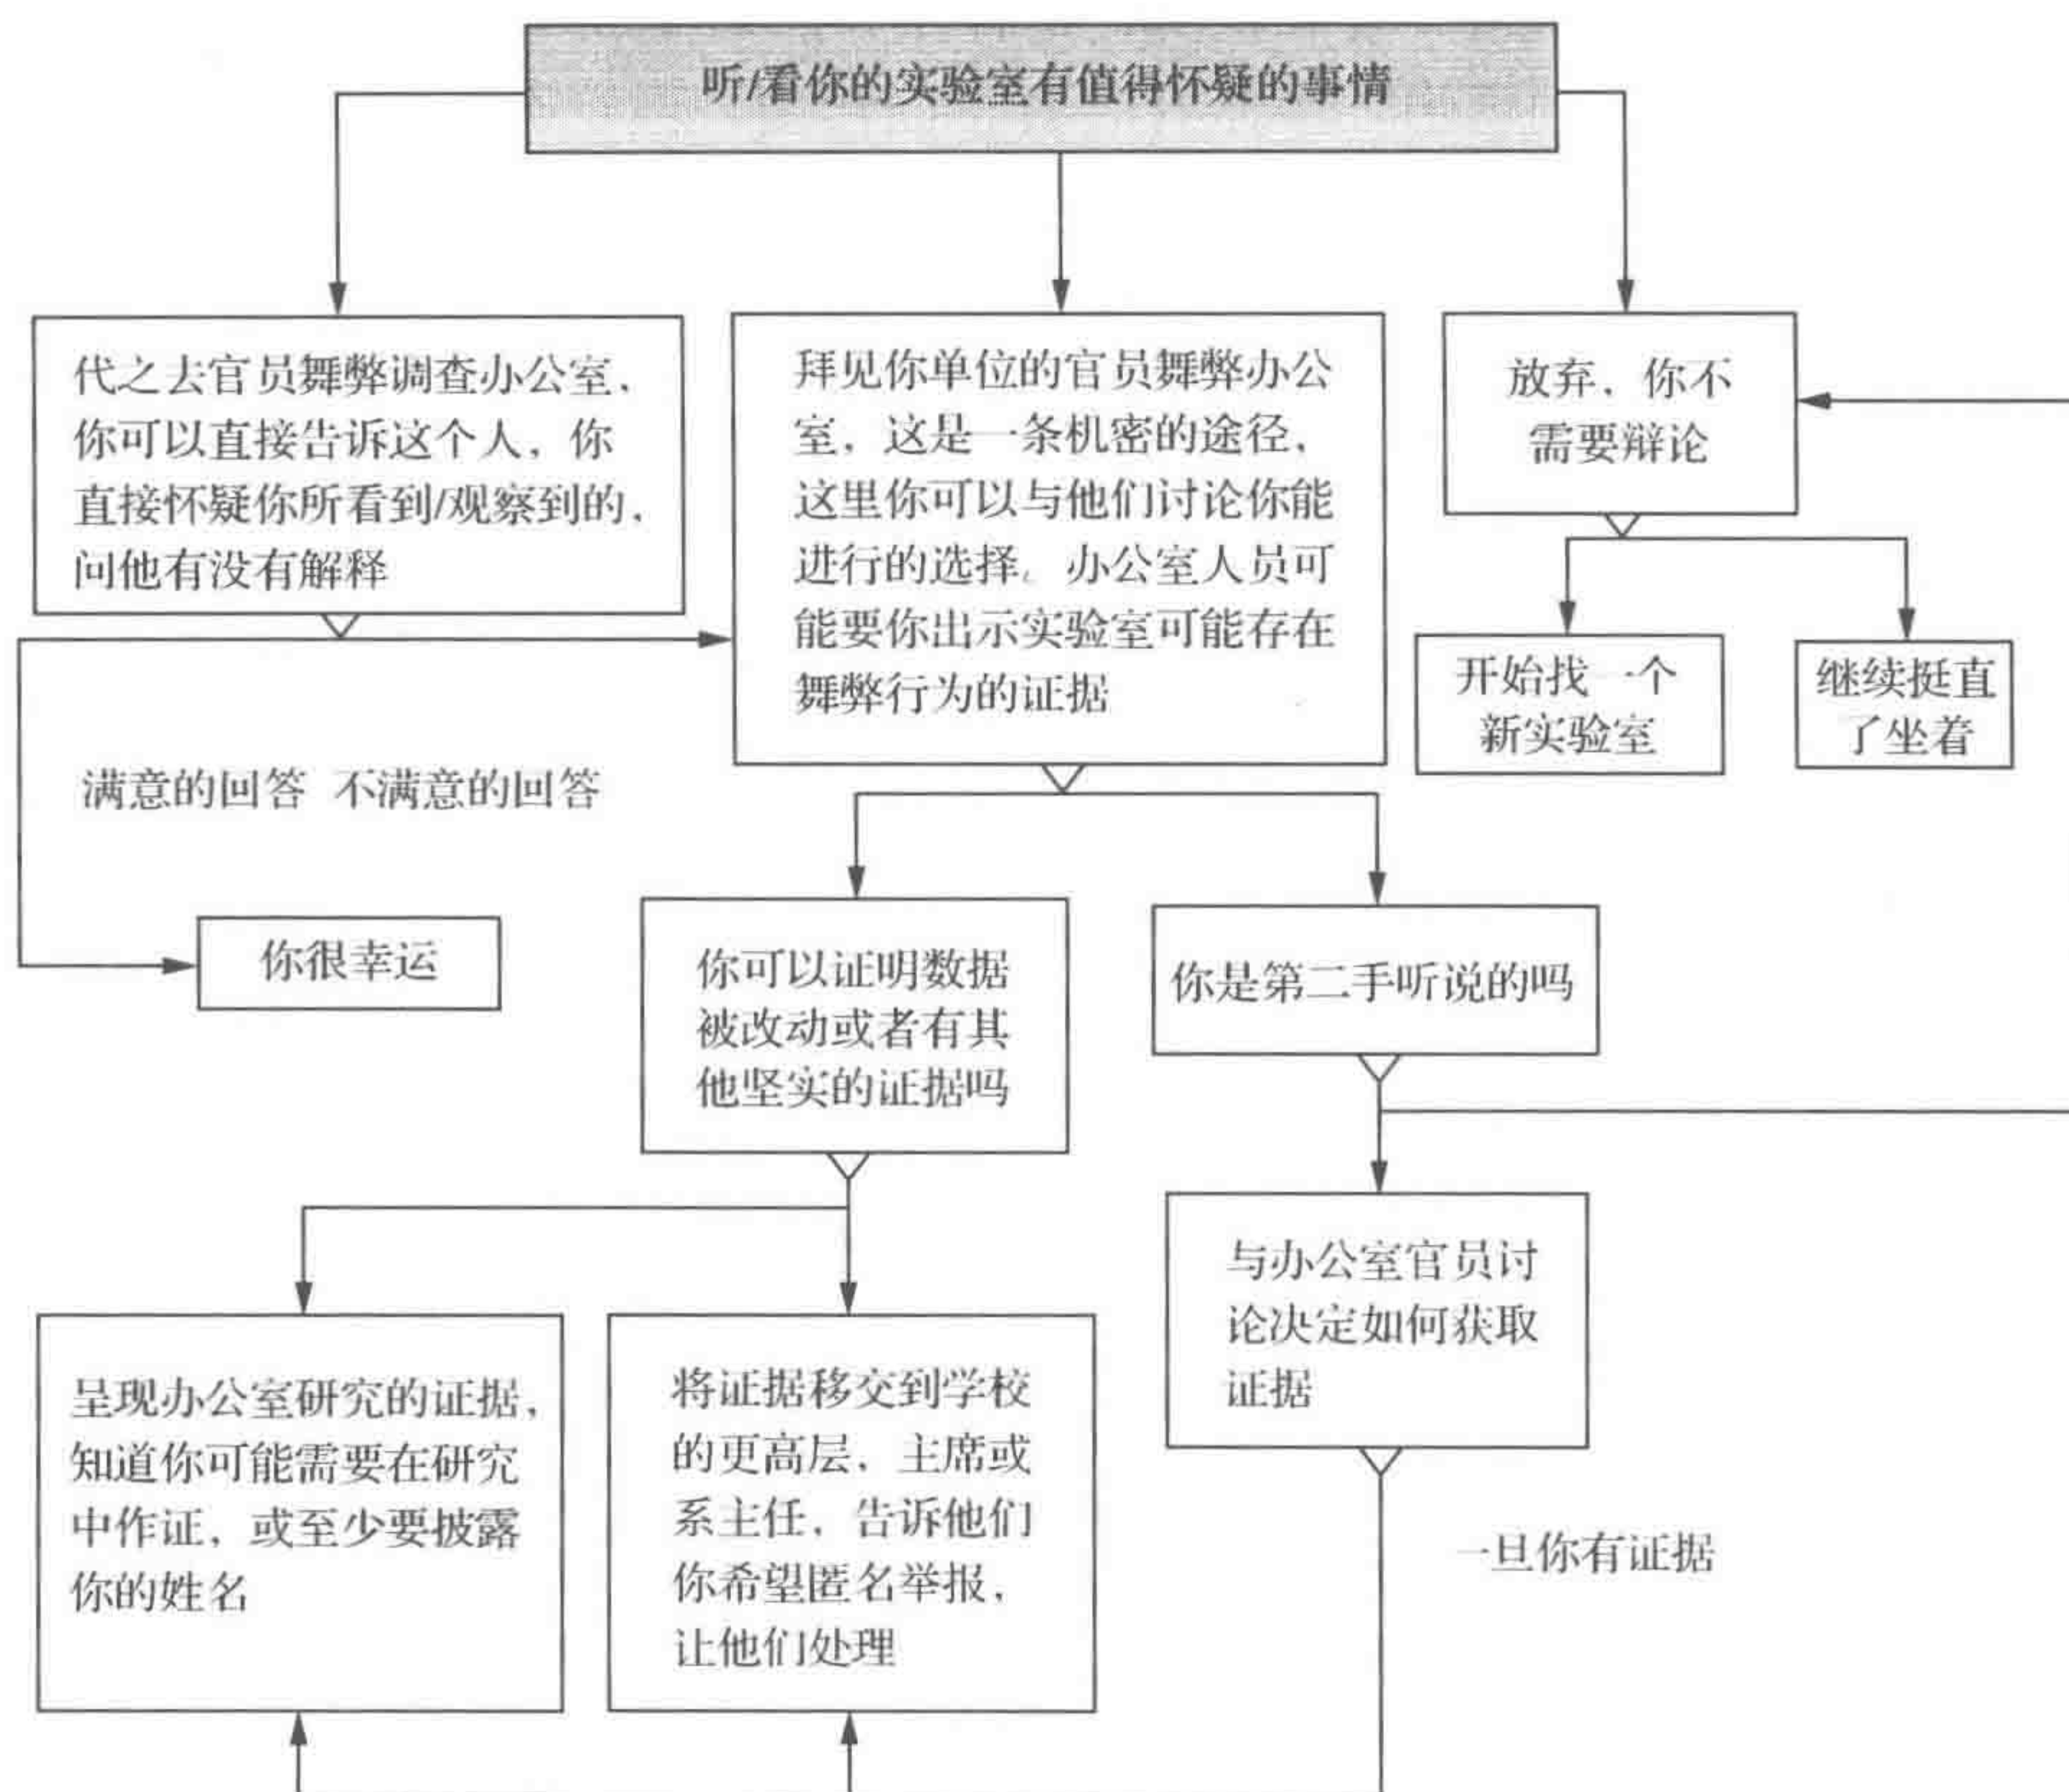 听/看你的实验室有值得怀疑的事情
代之去官员舞弊调查办公室，
你可以直接告诉这个人，你
直接怀疑你所看到/观察到的，
问他有没有解释
拜见你单位的官员舞弊办公
室，这是一条机密的途径，
这里你可以与他们讨论你能
进行的选择。办公室人员可
能要你出示实验室可能存在
舞弊行为的证据
放弃，你不
需要辩论
开始找一个
新实验室
继续挺直
了坐着
满意的回答 不满意的回答
你很幸运
你可以证明数据
被改动或者有其
他坚实的证据吗
你是第二手听说的吗
与办公室官员讨
论决定如何获取
证据
呈现办公室研究的证据，
知道你可能需要在研究
中作证，或至少要披露
你的姓名
将证据移交到学校
的更高层，主席或
系主任，告诉他们
你希望匿名举报，
让他们处理
一旦你有证据